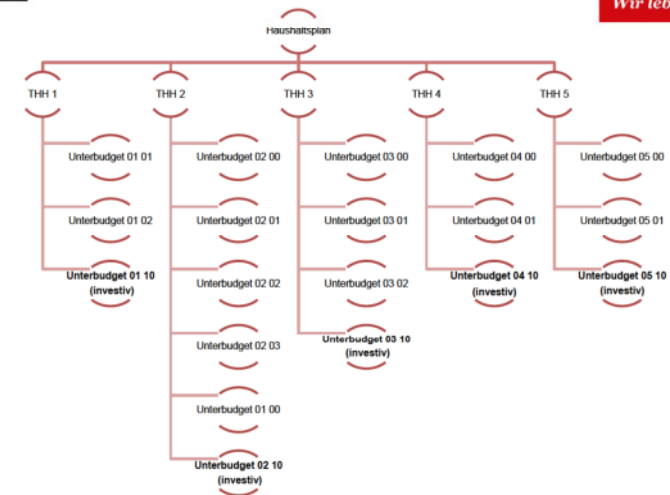 Wir leb
Haushaltsplan
THH 1
THH 2
THH 3
THH 4
THH 5
Unterbudget 01 01
Unterbudget 02 00
Unterbudget 03 00
Unterbudget 04 00
Unterbudget 05 00
Unterbudget 01 02
Unterbudget 02 01
Unterbudget 03 01
Unterbudget 04 01
Unterbudget 05 01
Unterbudget 01 10
(investiv)
Unterbudget 02 02
Unterbudget 03 02
Unterbudget 04 10
(investiv)
Unterbudget 05 10
(investiv)
Unterbudget 02 03
Unterbudget 03 10
(investiv)
Unterbudget 01 00
Unterbudget 02 10
(investiv)